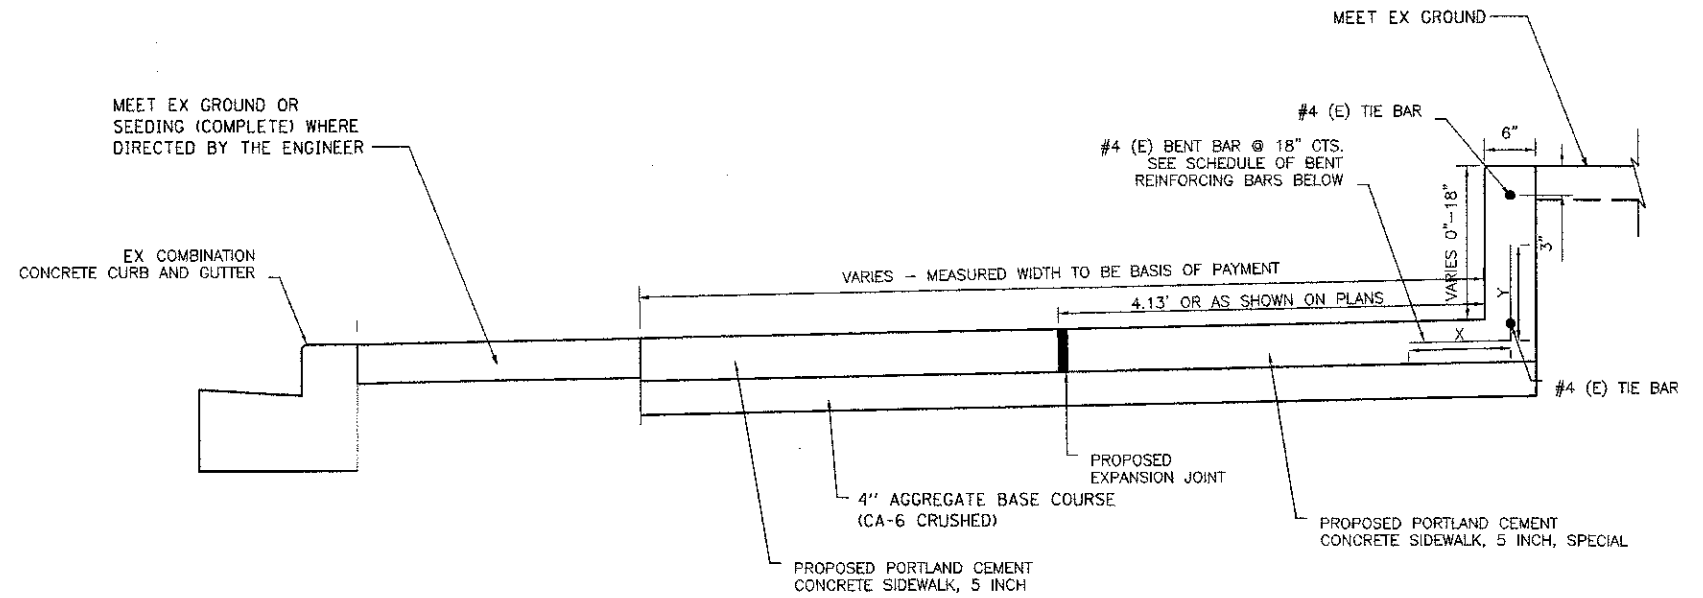 MEET EX GROUND
MEET EX GROUND OR
SEEDING (COMPLETE) WHERE
DIRECTED BY THE ENGINEER
#4 (E) TIE BAR
6"
#4 (E) BENT BAR @ 18" CTS.
SEE SCHEDULE OF BENT
REINFORCING BARS BELOW
VARIES 0"-18"
3"
Y
X
EX COMBINATION
CONCRETE CURB AND GUTTER
VARIES - MEASURED WIDTH TO BE BASIS OF PAYMENT
4.13' OR AS SHOWN ON PLANS
#4 (E) TIE BAR
PROPOSED
EXPANSION JOINT
4" AGGREGATE BASE COURSE
(CA-6 CRUSHED)
PROPOSED PORTLAND CEMENT
CONCRETE SIDEWALK, 5 INCH, SPECIAL
PROPOSED PORTLAND CEMENT
CONCRETE SIDEWALK, 5 INCH